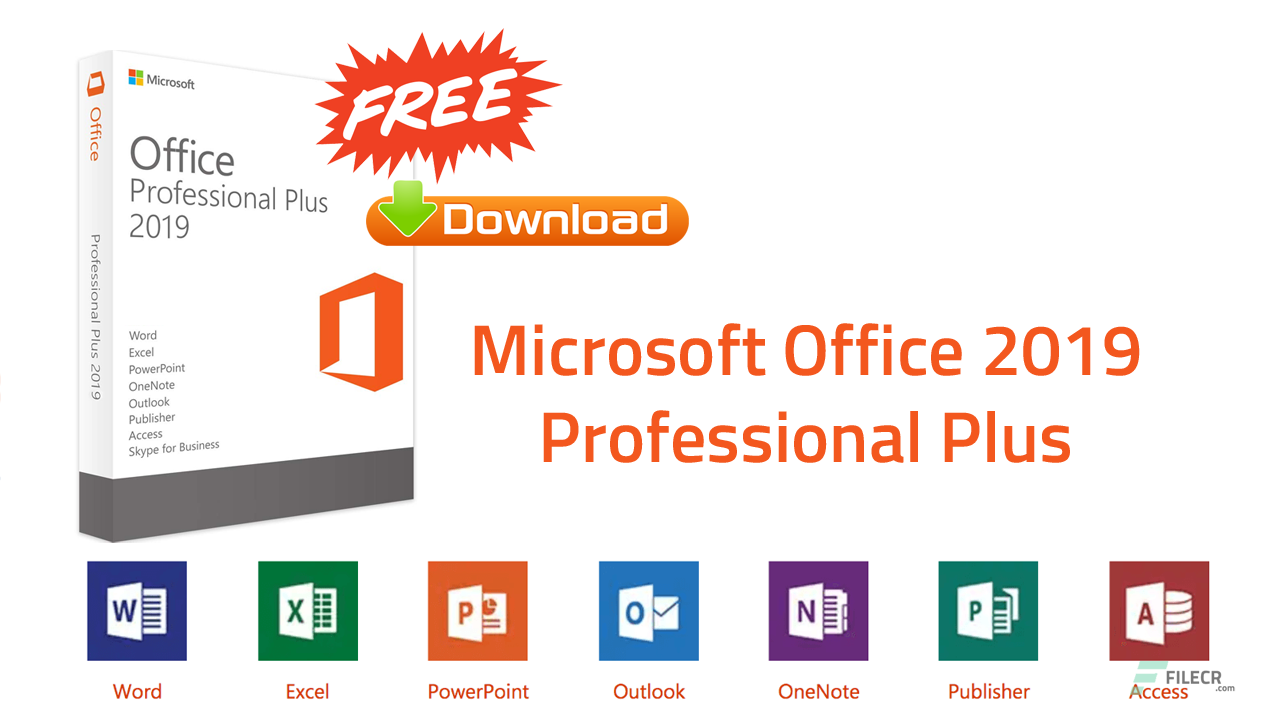 Microsoft
FREE
Office
Professional Plus
2019
Download
Office
Professional Plus 2019
Word
Excel
PowerPoint
OneNote
Outlook
Publisher
Access
Skype for Business
Microsoft Office 2019
Professional Plus
W
X
P
O
N
P
A
Word
Excel
PowerPoint
Outlook
OneNote
Publisher
Access
FILECR
.com